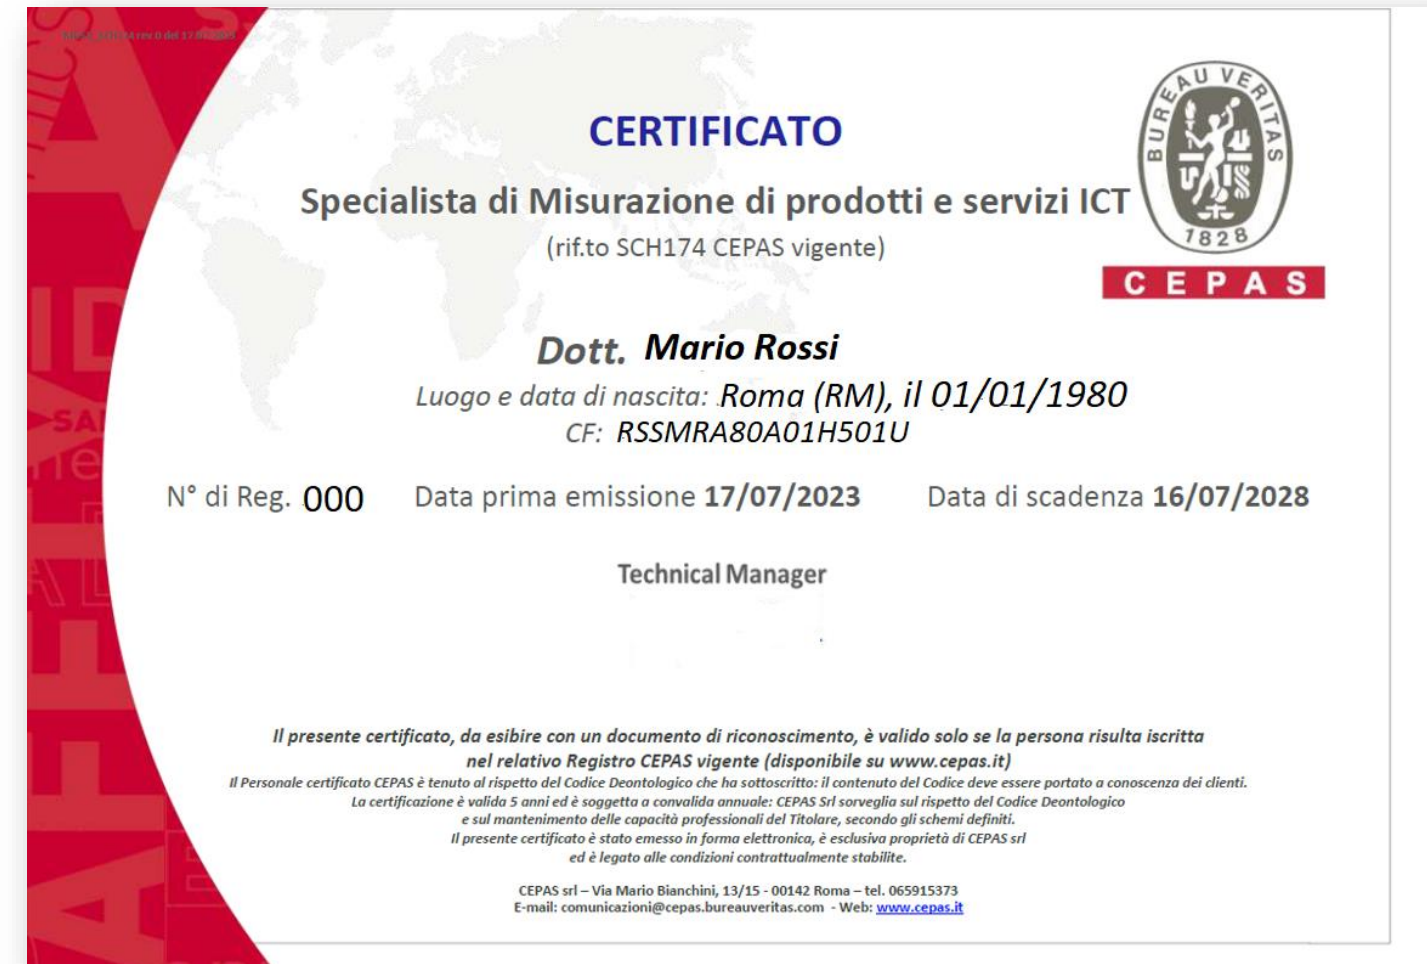 rev.0 del 17.07.2023
CERTIFICATO
Specialista di Misurazione di prodotti e servizi ICT
(rif.to SCH174 CEPAS vigente)
BUREAU VERITAS
1828
CEPAS
Dott. Mario Rossi
Luogo e data di nascita: Roma (RM), il 01/01/1980
CF: RSSMRA80A01H501U
N° di Reg. 000 Data prima emissione 17/07/2023 Data di scadenza 16/07/2028
Technical Manager
Il presente certificato, da esibire con un documento di riconoscimento, è valido solo se la persona risulta iscritta
nel relativo Registro CEPAS vigente (disponibile su www.cepas.it)
Il Personale certificato CEPAS è tenuto al rispetto del Codice Deontologico che ha sottoscritto: il contenuto del Codice deve essere portato a conoscenza dei clienti.
La certificazione è valida 5 anni ed è soggetta a convalida annuale: CEPAS Srl sorveglia sul rispetto del Codice Deontologico
e sul mantenimento delle capacità professionali del Titolare, secondo gli schemi definiti.
Il presente certificato è stato emesso in forma elettronica, è esclusiva proprietà di CEPAS srl
ed è legato alle condizioni contrattualmente stabilite.
CEPAS srl – Via Mario Bianchini, 13/15 - 00142 Roma – tel. 065915373
E-mail: comunicazioni@cepas.bureauveritas.com - Web: www.cepas.it